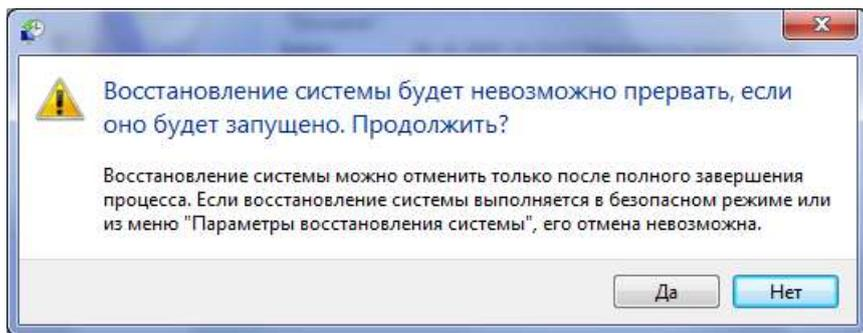 Восстановление системы будет невозможно прервать, если
оно будет запущено. Продолжить?
Восстановление системы можно отменить только после полного завершения
процесса. Если восстановление системы выполняется в безопасном режиме или
из меню "Параметры восстановления системы", его отмена невозможна.
Да
Нет